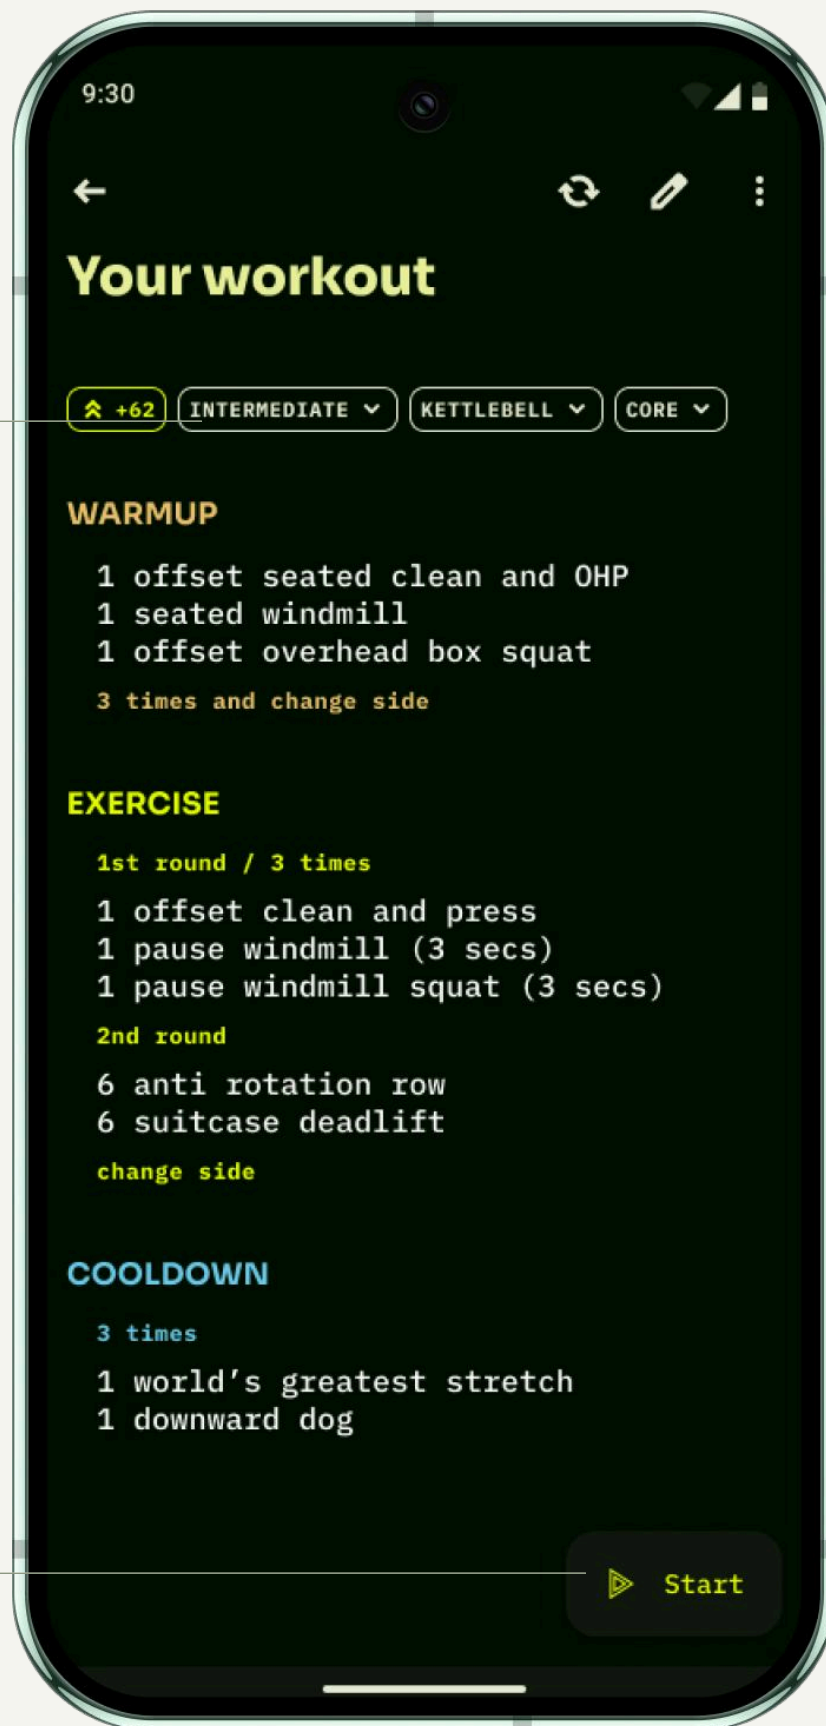 9:30
Your workout
+62 INTERMEDIATE KETTLEBELL CORE
WARMUP
1 offset seated clean and OHP
1 seated windmill
1 offset overhead box squat
3 times and change side
EXERCISE
1st round / 3 times
1 offset clean and press
1 pause windmill (3 secs)
1 pause windmill squat (3 secs)
2nd round
6 anti rotation row
6 suitcase deadlift
change side
COOLDOWN
3 times
1 world’s greatest stretch
1 downward dog
Start